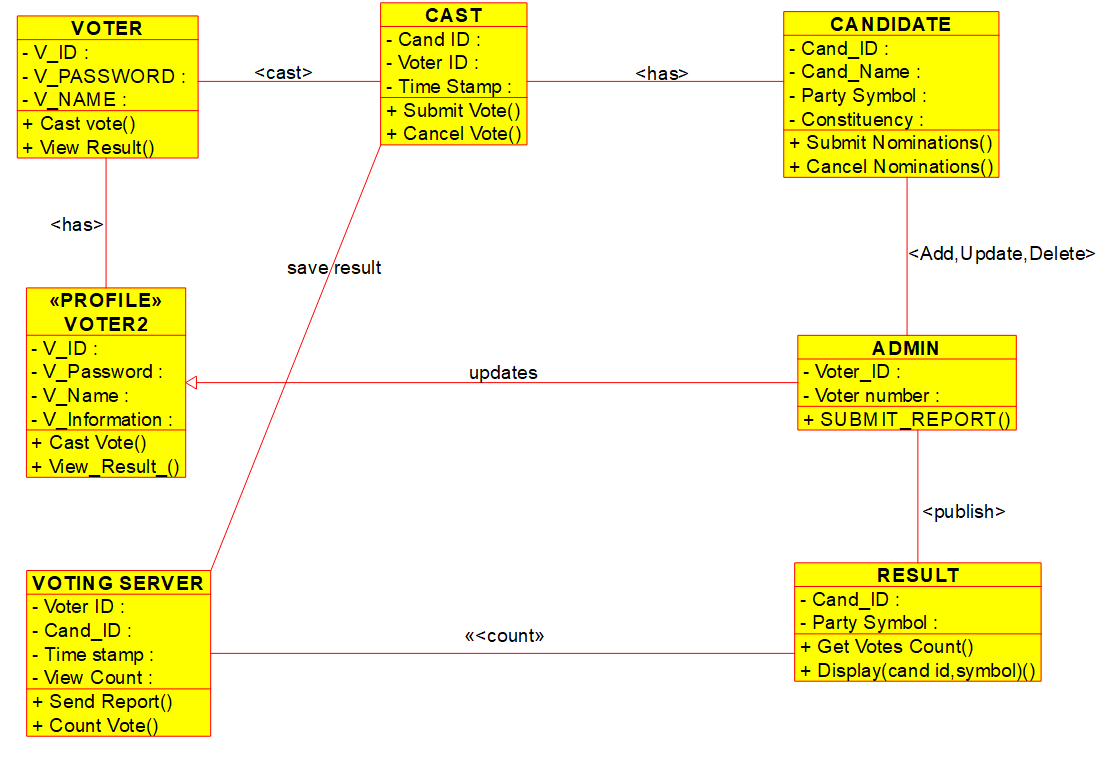 VOTER
- V_ID :
- V_PASSWORD :
- V_NAME :
+ Cast vote()
+ View Result()
<cast>
CAST
- Cand ID :
- Voter ID :
- Time Stamp :
+ Submit Vote()
+ Cancel Vote()
<has>
CANDIDATE
- Cand_ID :
- Cand_Name :
- Party Symbol :
- Constituency :
+ Submit Nominations()
+ Cancel Nominations()
<has>
save result
<Add,Update,Delete>
«PROFILE»
VOTER2
- V_ID :
- V_Password :
- V_Name :
- V_Information :
+ Cast Vote()
+ View_Result_()
updates
ADMIN
- Voter_ID :
- Voter number :
+ SUBMIT_REPORT()
<publish>
VOTING SERVER
- Voter ID :
- Cand_ID :
- Time stamp :
- View Count :
+ Send Report()
+ Count Vote()
«<count»
RESULT
- Cand_ID :
- Party Symbol :
+ Get Votes Count()
+ Display(cand id,symbol)()